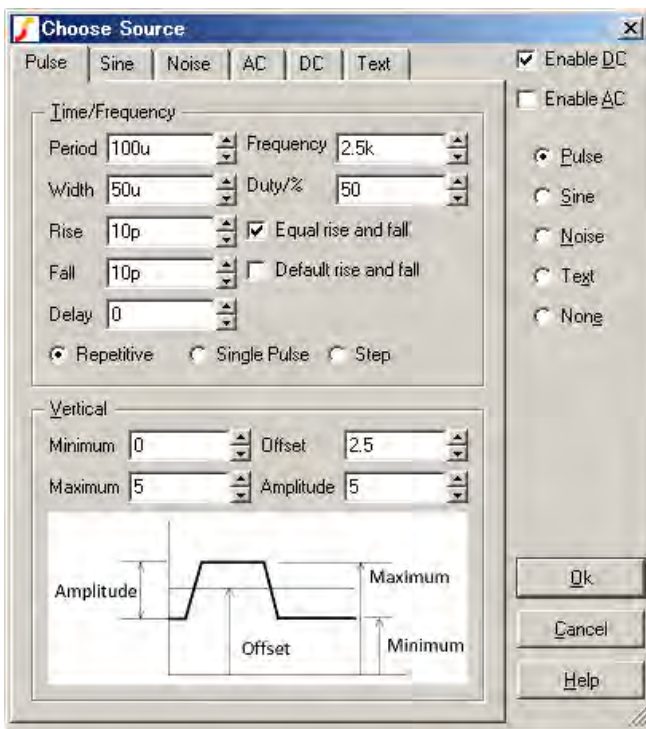 Choose Source
Pulse Sine Noise AC DC Text
Enable DC
Enable AC
Time/Frequency
Period 100u Frequency 2.5k
Width 50u Duty/% 50
Rise 10p Equal rise and fall
Fall 10p Default rise and fall
Delay 0
Repetitive Single Pulse Step
Pulse
Sine
Noise
Text
None
Vertical
Minimum 0 Offset 2.5
Maximum 5 Amplitude 5
Amplitude
Maximum
Offset
Minimum
Ok
Cancel
Help